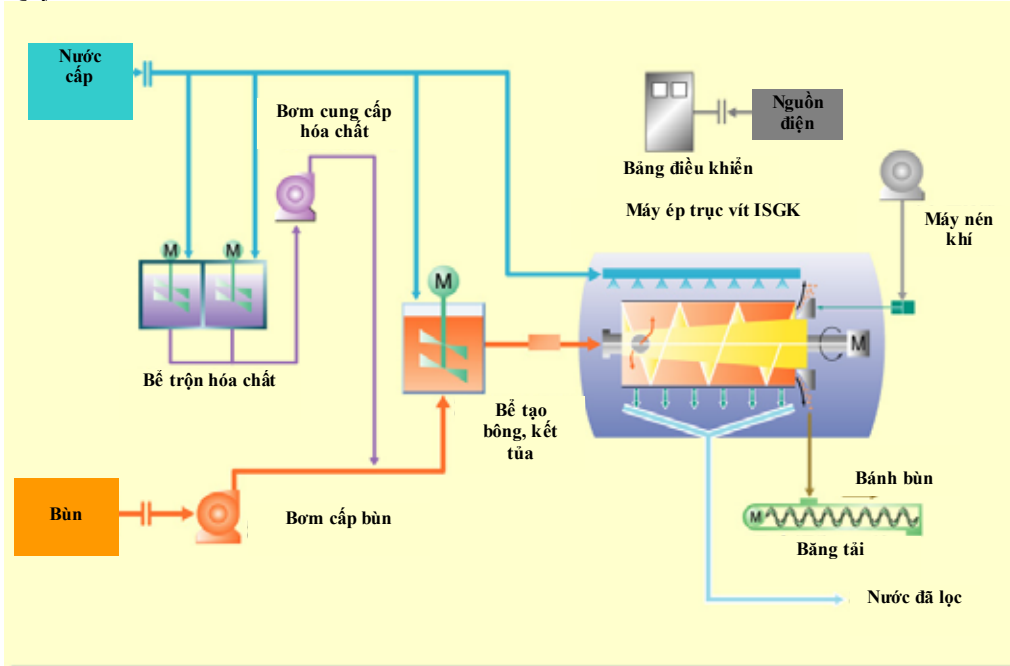 Nước
cấp
Bơm cung cấp
hóa chất
Nguồn
điện
Bảng điều khiển
Máy ép trục vít ISGK
Máy nén
khí
M
M
M
M
Bể trộn hóa chất
Bể tạo
bông, kết
tủa
Bùn
Bơm cấp bùn
Bánh bùn
M
Băng tải
Nước đã lọc